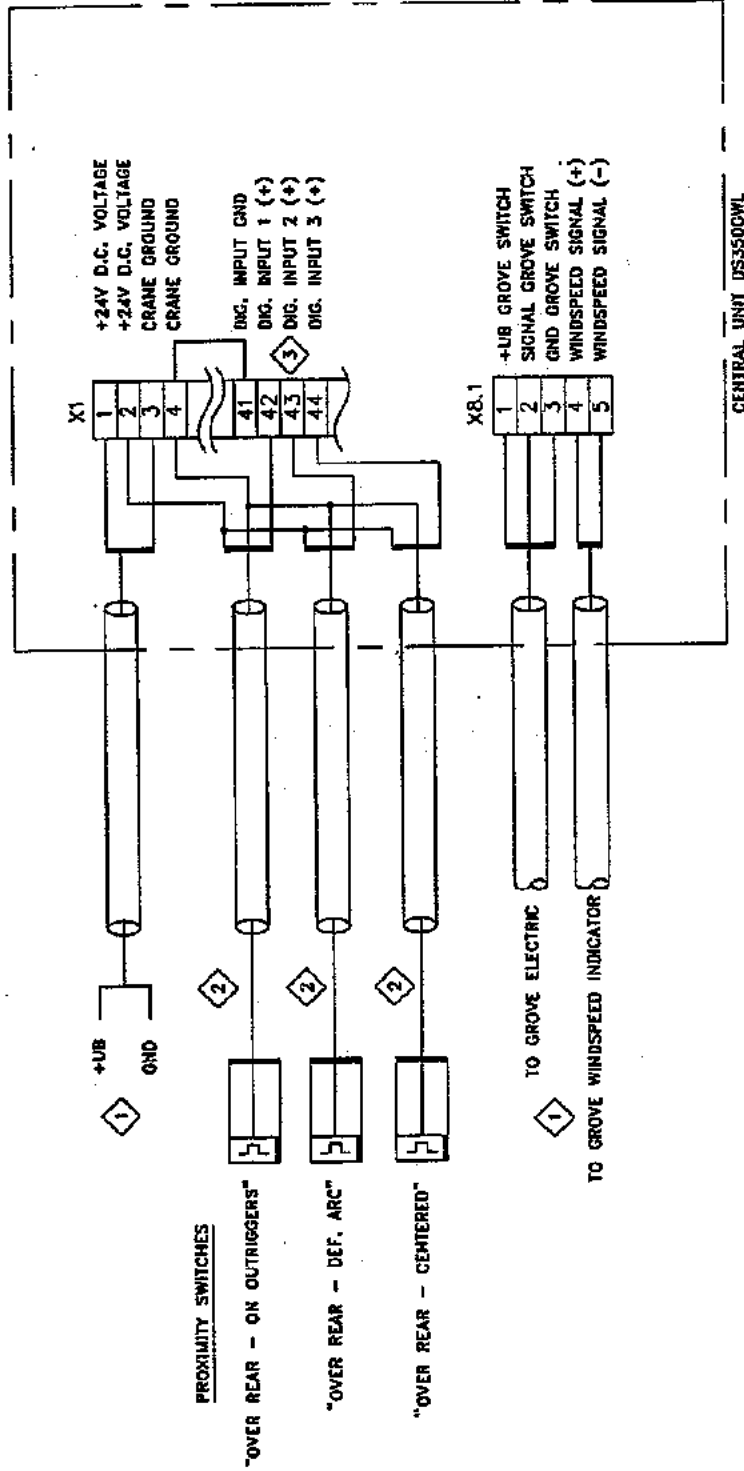 PROXIMITY SWITCHES
"OVER REAR - ON OUTRIGGERS"
"OVER REAR - DEF. ARC"
"OVER REAR - CENTERED"
+UB
GND
1
2
2
2
TO GROVE ELECTRIC
1
TO GROVE WINDSPEED INDICATOR
X1
1 +24V D.C. VOLTAGE
2 +24V D.C. VOLTAGE
3 CRANE GROUND
4 CRANE GROUND
41 DIG. INPUT GND
42 DIG. INPUT 1 (+)
43 DIG. INPUT 2 (+)
44 DIG. INPUT 3 (+)
3
X8.1
1 +UB GROVE SWITCH
2 SIGNAL GROVE SWITCH
3 GND GROVE SWITCH
4 WINDSPEED SIGNAL (+)
5 WINDSPEED SIGNAL (-)
CENTRAL UNIT DS350GWL